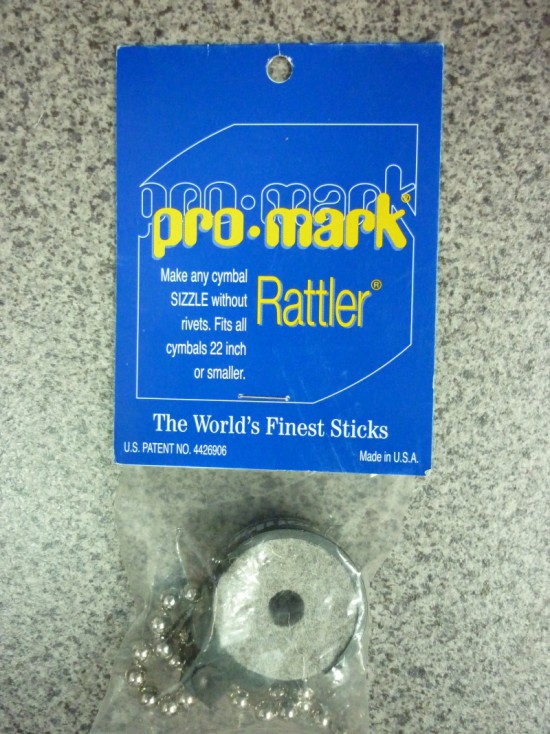 pro·mark
pro·mark®
Make any cymbal
SIZZLE without
rivets. Fits all
cymbals 22 inch
or smaller.
Rattler®
The World's Finest Sticks
U.S. PATENT NO. 4426906
Made in U.S.A.